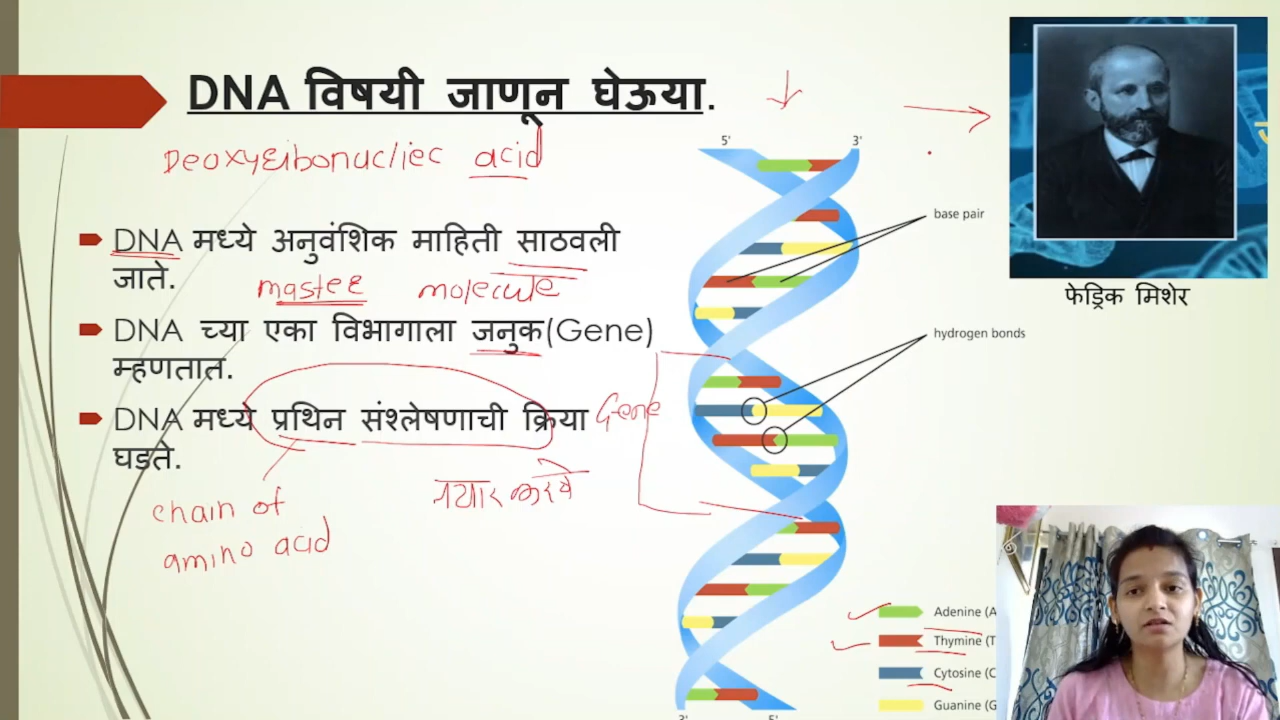 DNA विषयी जाणून घेऊया.
Deoxyribonucliec acid
DNA मध्ये अनुवंशिक माहिती साठवली
जाते.
master molecule
DNA च्या एका विभागाला जनुक(Gene)
म्हणतात.
DNA मध्ये प्रथिन संश्लेषणाची क्रिया
घडते.
Gene
तयार करणे
chain of
amino acid
5' 3'
base pair
hydrogen bonds
Adenine (A
Thymine (T
Cytosine (C
Guanine (G
3' 5'
फ्रेड्रिक मिशेर